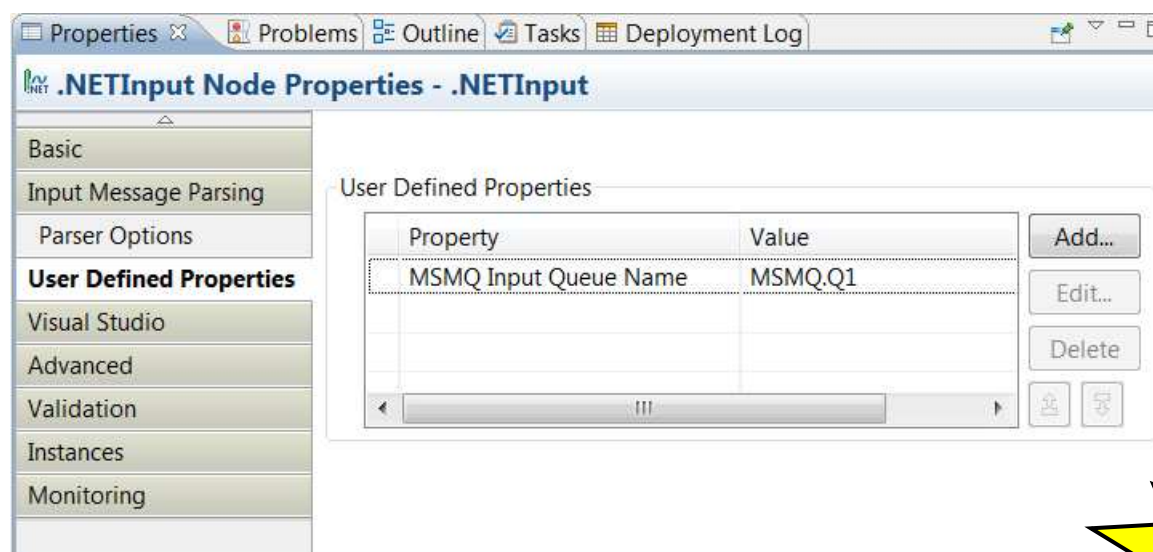 Properties Problems Outline Tasks Deployment Log
.NETInput Node Properties - .NETInput
Basic
Input Message Parsing
Parser Options
User Defined Properties
Visual Studio
Advanced
Validation
Instances
Monitoring
User Defined Properties
Property Value
MSMQ Input Queue Name MSMQ.Q1
Add...
Edit...
Delete